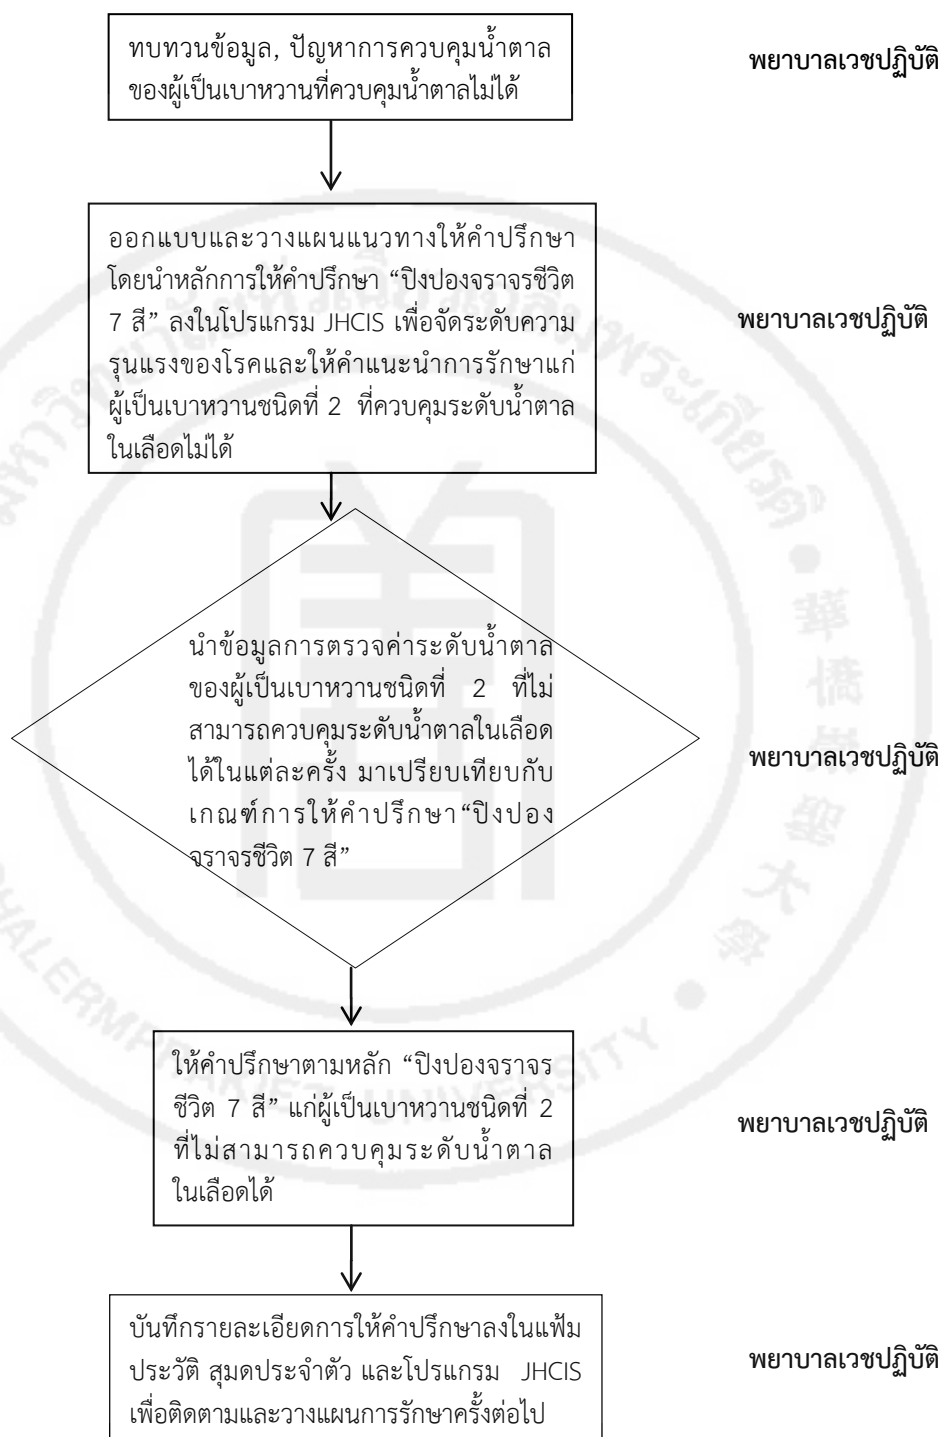 ทบทวนข้อมูล, ปัญหาการควบคุมน้ำตาล
ของผู้เป็นเบาหวานที่ควบคุมน้ำตาลไม่ได้
พยาบาลเวชปฏิบัติ
ออกแบบและวางแผนแนวทางให้คำปรึกษา
โดยนำหลักการให้คำปรึกษา “ปิงปองจราจรชีวิต
7 สี” ลงในโปรแกรม JHCIS เพื่อจัดระดับความ
รุนแรงของโรคและให้คำแนะนำการรักษาแก่
ผู้เป็นเบาหวานชนิดที่ 2 ที่ควบคุมระดับน้ำตาล
ในเลือดไม่ได้
พยาบาลเวชปฏิบัติ
นำข้อมูลการตรวจค่าระดับน้ำตาล
ของผู้เป็นเบาหวานชนิดที่ 2 ที่ไม่
สามารถควบคุมระดับน้ำตาลในเลือด
ได้ในแต่ละครั้ง มาเปรียบเทียบกับ
เกณฑ์การให้คำปรึกษา“ปิงปอง
จราจรชีวิต 7 สี”
พยาบาลเวชปฏิบัติ
ให้คำปรึกษาตามหลัก “ปิงปองจราจร
ชีวิต 7 สี” แก่ผู้เป็นเบาหวานชนิดที่ 2
ที่ไม่สามารถควบคุมระดับน้ำตาล
ในเลือดได้
พยาบาลเวชปฏิบัติ
บันทึกรายละเอียดการให้คำปรึกษาลงในแฟ้ม
ประวัติ สมุดประจำตัว และโปรแกรม JHCIS
เพื่อติดตามและวางแผนการรักษาครั้งต่อไป
พยาบาลเวชปฏิบัติ